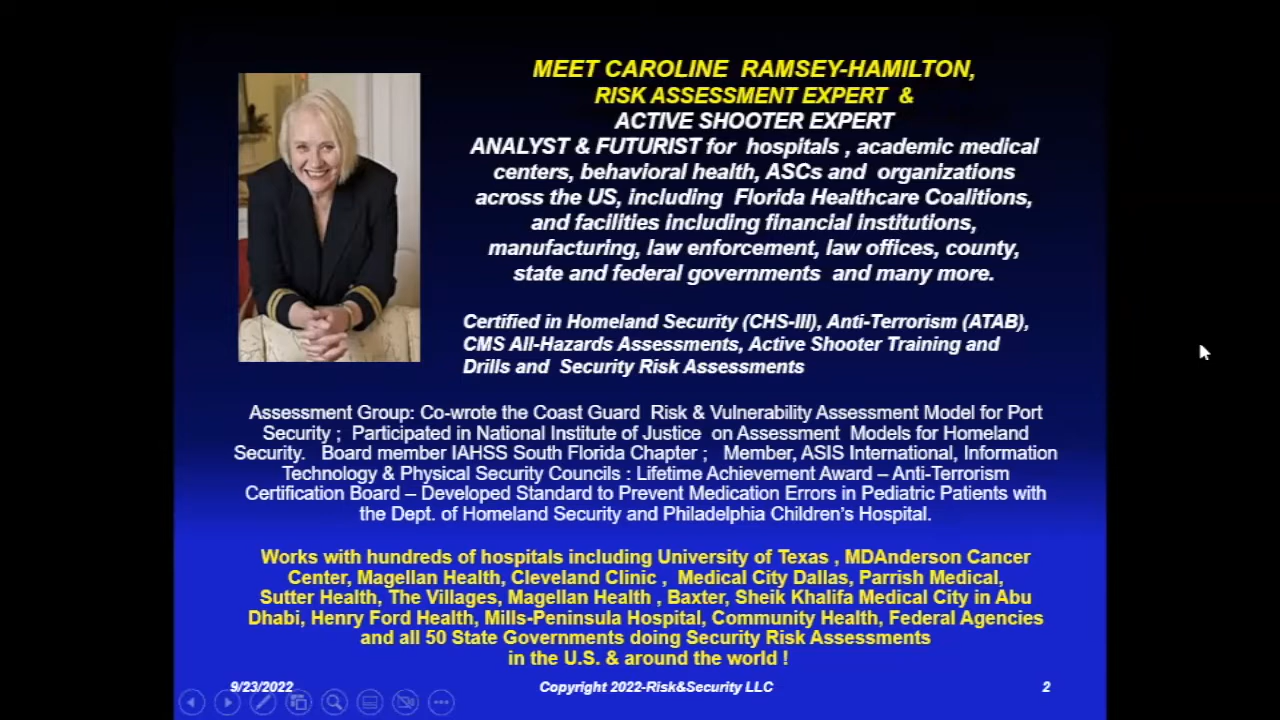 MEET CAROLINE RAMSEY-HAMILTON,
RISK ASSESSMENT EXPERT &
ACTIVE SHOOTER EXPERT
ANALYST & FUTURIST for hospitals , academic medical
centers, behavioral health, ASCs and organizations
across the US, including Florida Healthcare Coalitions,
and facilities including financial institutions,
manufacturing, law enforcement, law offices, county,
state and federal governments and many more.
Certified in Homeland Security (CHS-III), Anti-Terrorism (ATAB),
CMS All-Hazards Assessments, Active Shooter Training and
Drills and Security Risk Assessments
Assessment Group: Co-wrote the Coast Guard Risk & Vulnerability Assessment Model for Port
Security ; Participated in National Institute of Justice on Assessment Models for Homeland
Security. Board member IAHSS South Florida Chapter ; Member, ASIS International, Information
Technology & Physical Security Councils : Lifetime Achievement Award – Anti-Terrorism
Certification Board – Developed Standard to Prevent Medication Errors in Pediatric Patients with
the Dept. of Homeland Security and Philadelphia Children's Hospital.
Works with hundreds of hospitals including University of Texas , MDAnderson Cancer
Center, Magellan Health, Cleveland Clinic , Medical City Dallas, Parrish Medical,
Sutter Health, The Villages, Magellan Health , Baxter, Sheik Khalifa Medical City in Abu
Dhabi, Henry Ford Health, Mills-Peninsula Hospital, Community Health, Federal Agencies
and all 50 State Governments doing Security Risk Assessments
in the U.S. & around the world !
9/23/2022 Copyright 2022-Risk&Security LLC 2